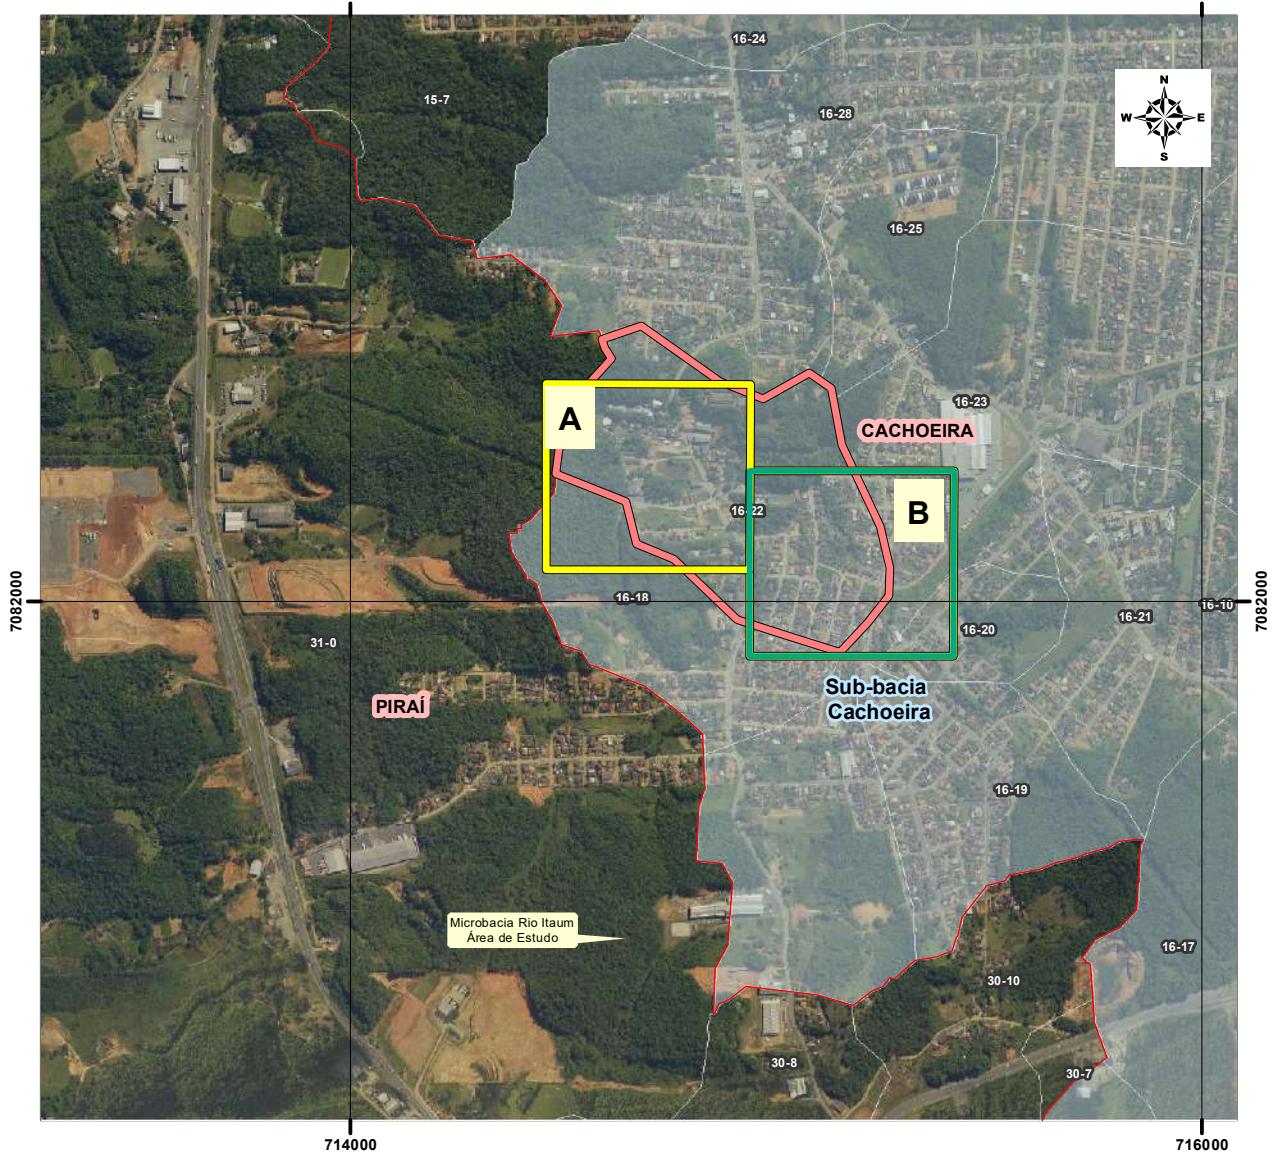 16-24
N
W
E
S
15-7
16-28
16-25
16-23
A
CACHOEIRA
16-22
B
7082000
16-18
16-10
7082000
16-21
16-20
31-0
Sub-bacia
Cachoeira
PIRAÍ
16-19
Microbacia Rio Itaum
Área de Estudo
16-17
30-10
30-8
30-7
714000
716000